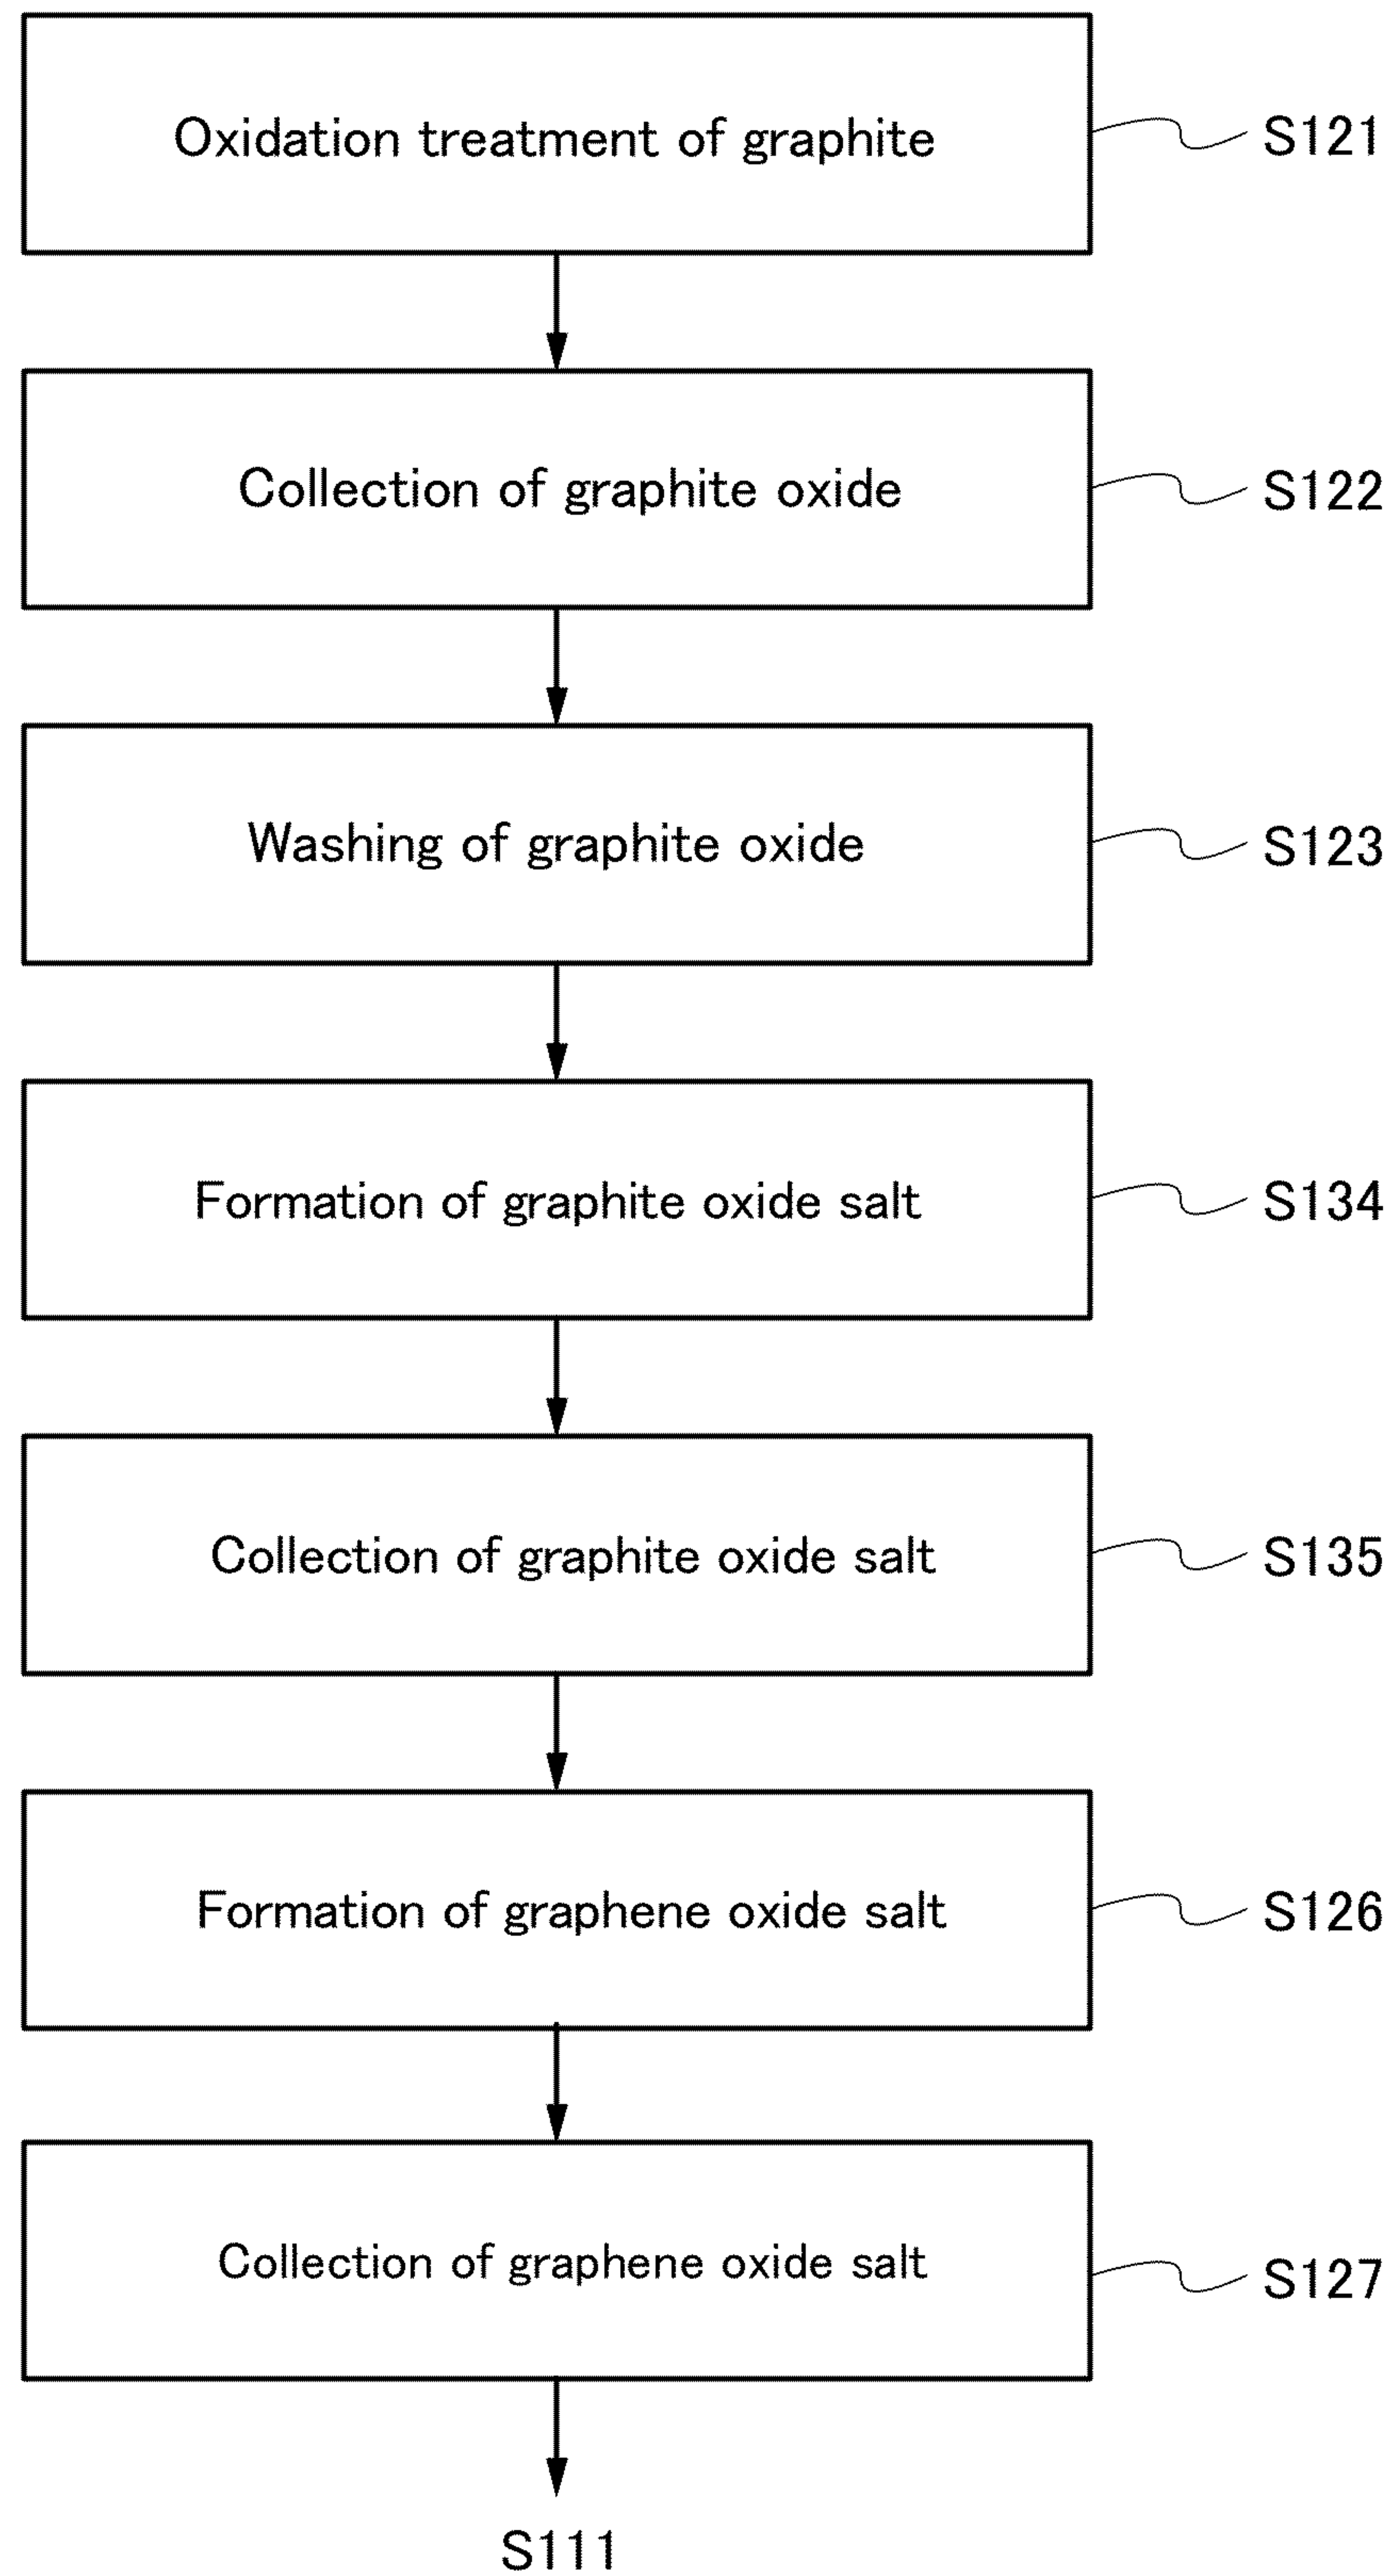 Oxidation treatment of graphite
S121
Collection of graphite oxide
S122
Washing of graphite oxide
S123
Formation of graphite oxide salt
S134
Collection of graphite oxide salt
S135
Formation of graphene oxide salt
S126
Collection of graphene oxide salt
S127
S111